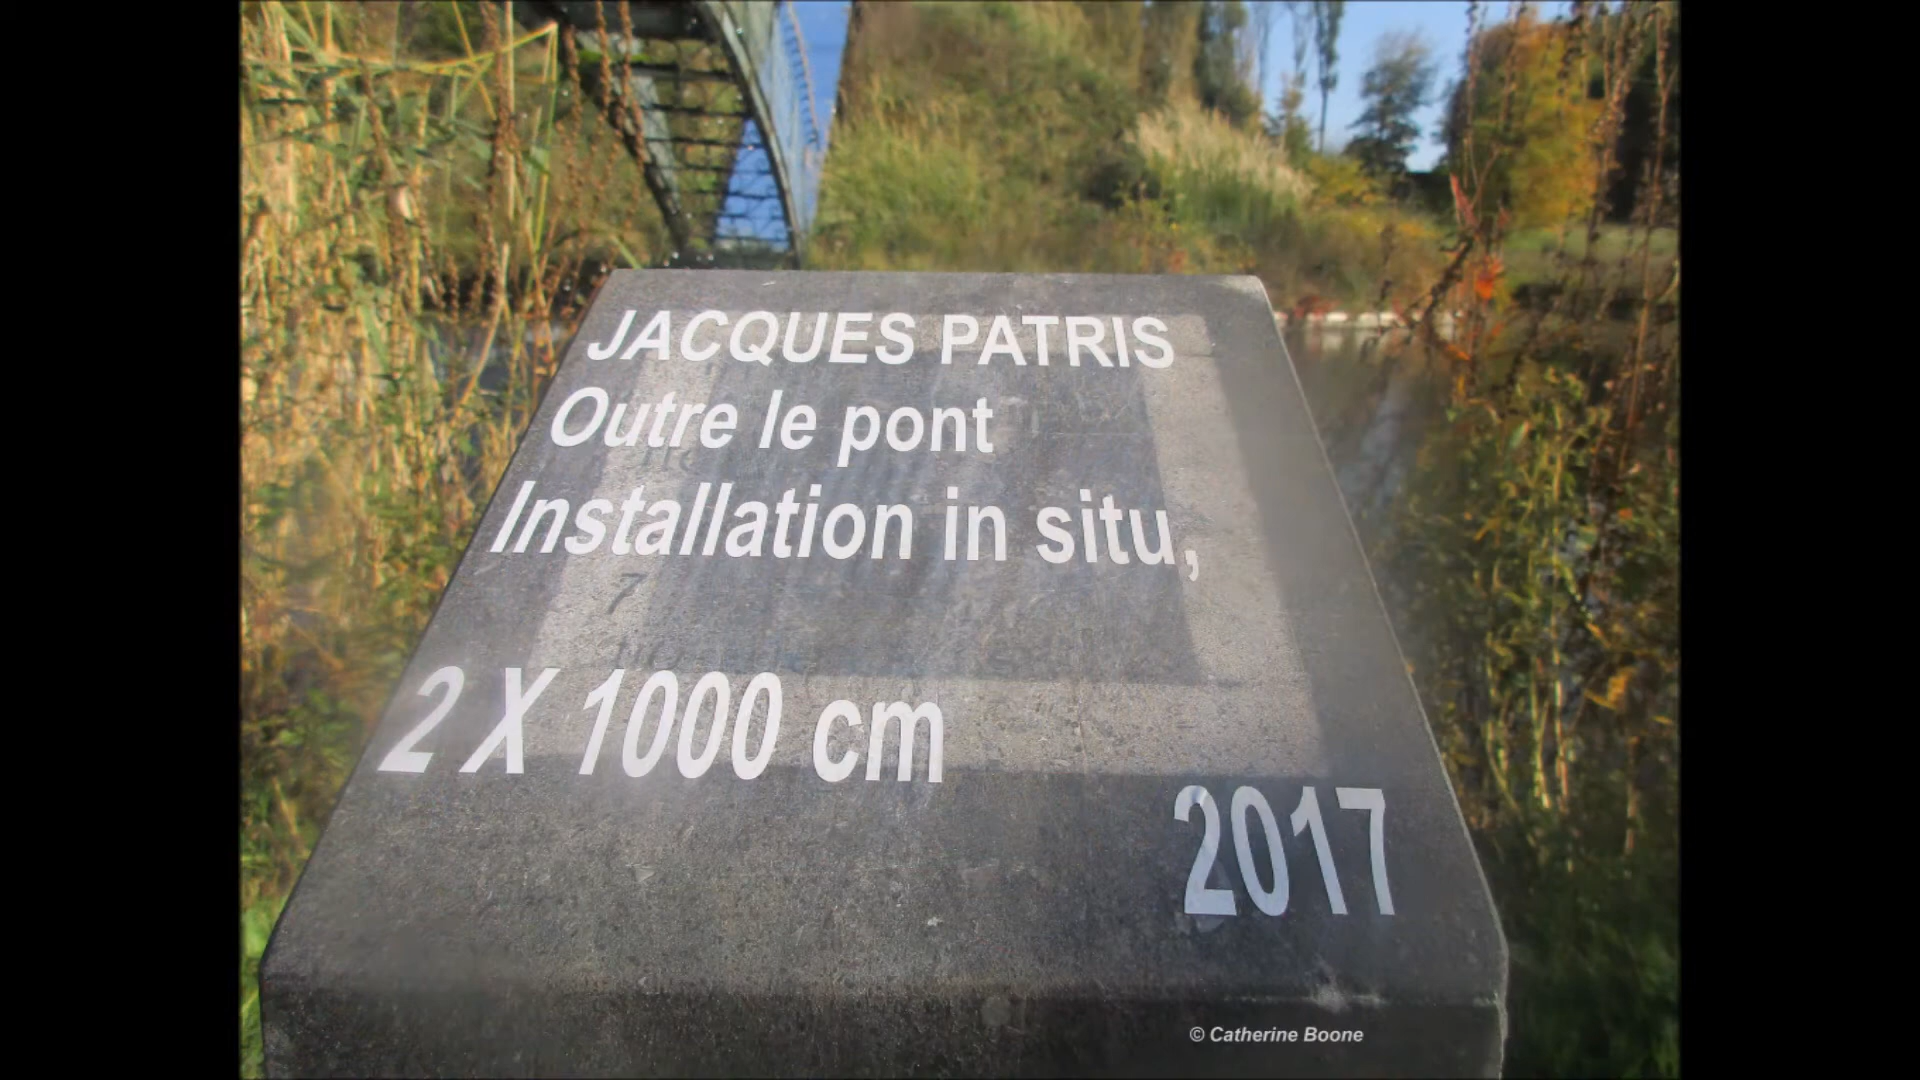 JACQUES PATRIS
Outre le pont
Installation in situ,
2 X 1000 cm
2017
© Catherine Boone